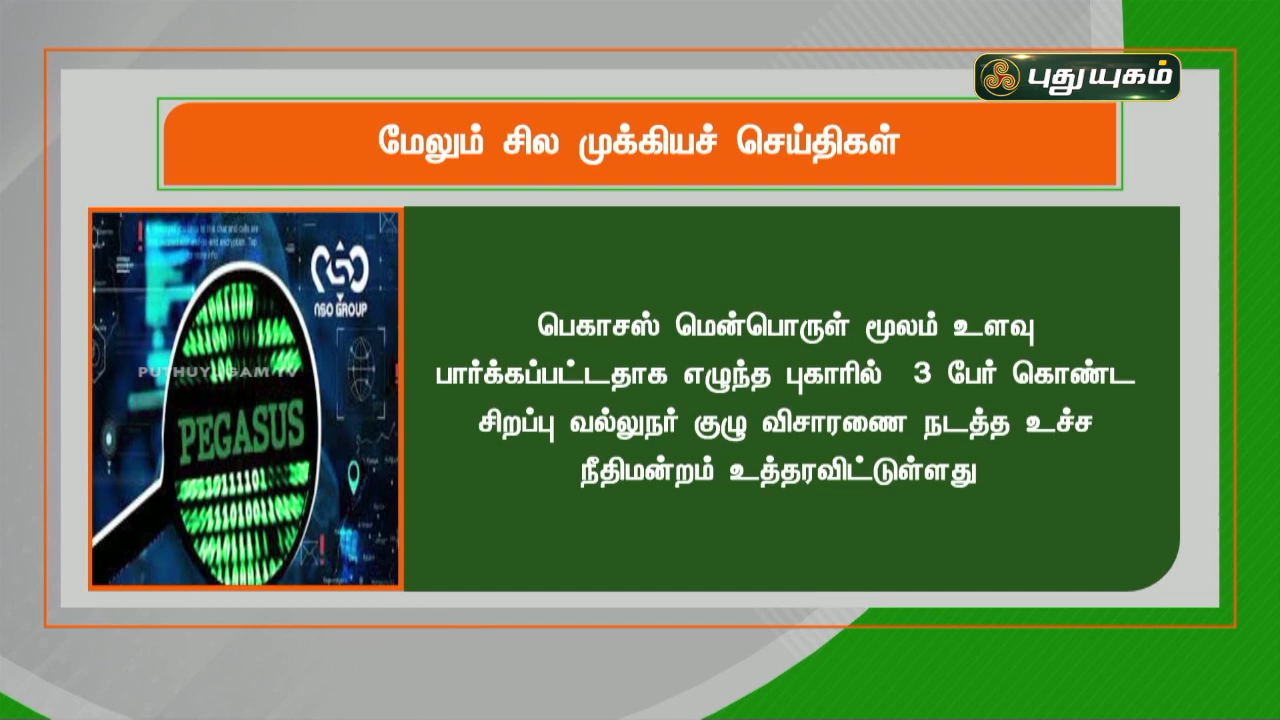 புதுயுகம்
மேலும் சில முக்கியச் செய்திகள்
NSO GROUP
PUTHUYUGAM TV
PEGASUS
10111101
பெகாசஸ் மென்பொருள் மூலம் உளவு
பார்க்கப்பட்டதாக எழுந்த புகாரில் 3 பேர் கொண்ட
சிறப்பு வல்லுநர் குழு விசாரணை நடத்த உச்ச
நீதிமன்றம் உத்தரவிட்டுள்ளது